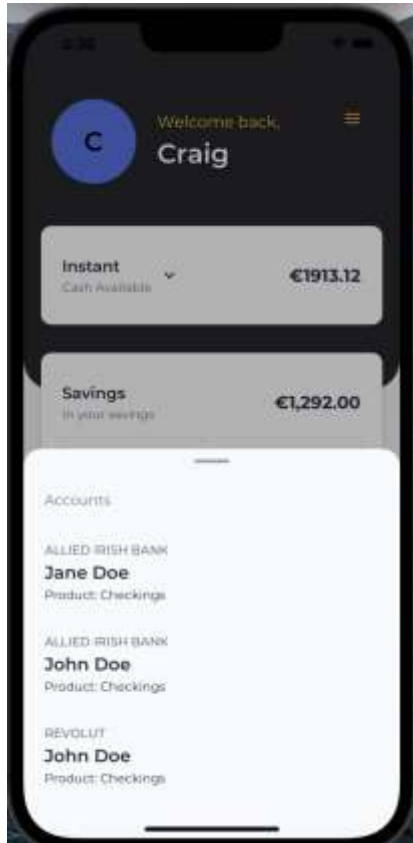 C
Welcome back,
Craig
Instant
Cash Available
€1913.12
Savings
In your savings
€1,292.00
Accounts
ALLIED IRISH BANK
Jane Doe
Product: Checkings
ALLIED IRISH BANK
John Doe
Product: Checkings
REVOLUT
John Doe
Product: Checkings